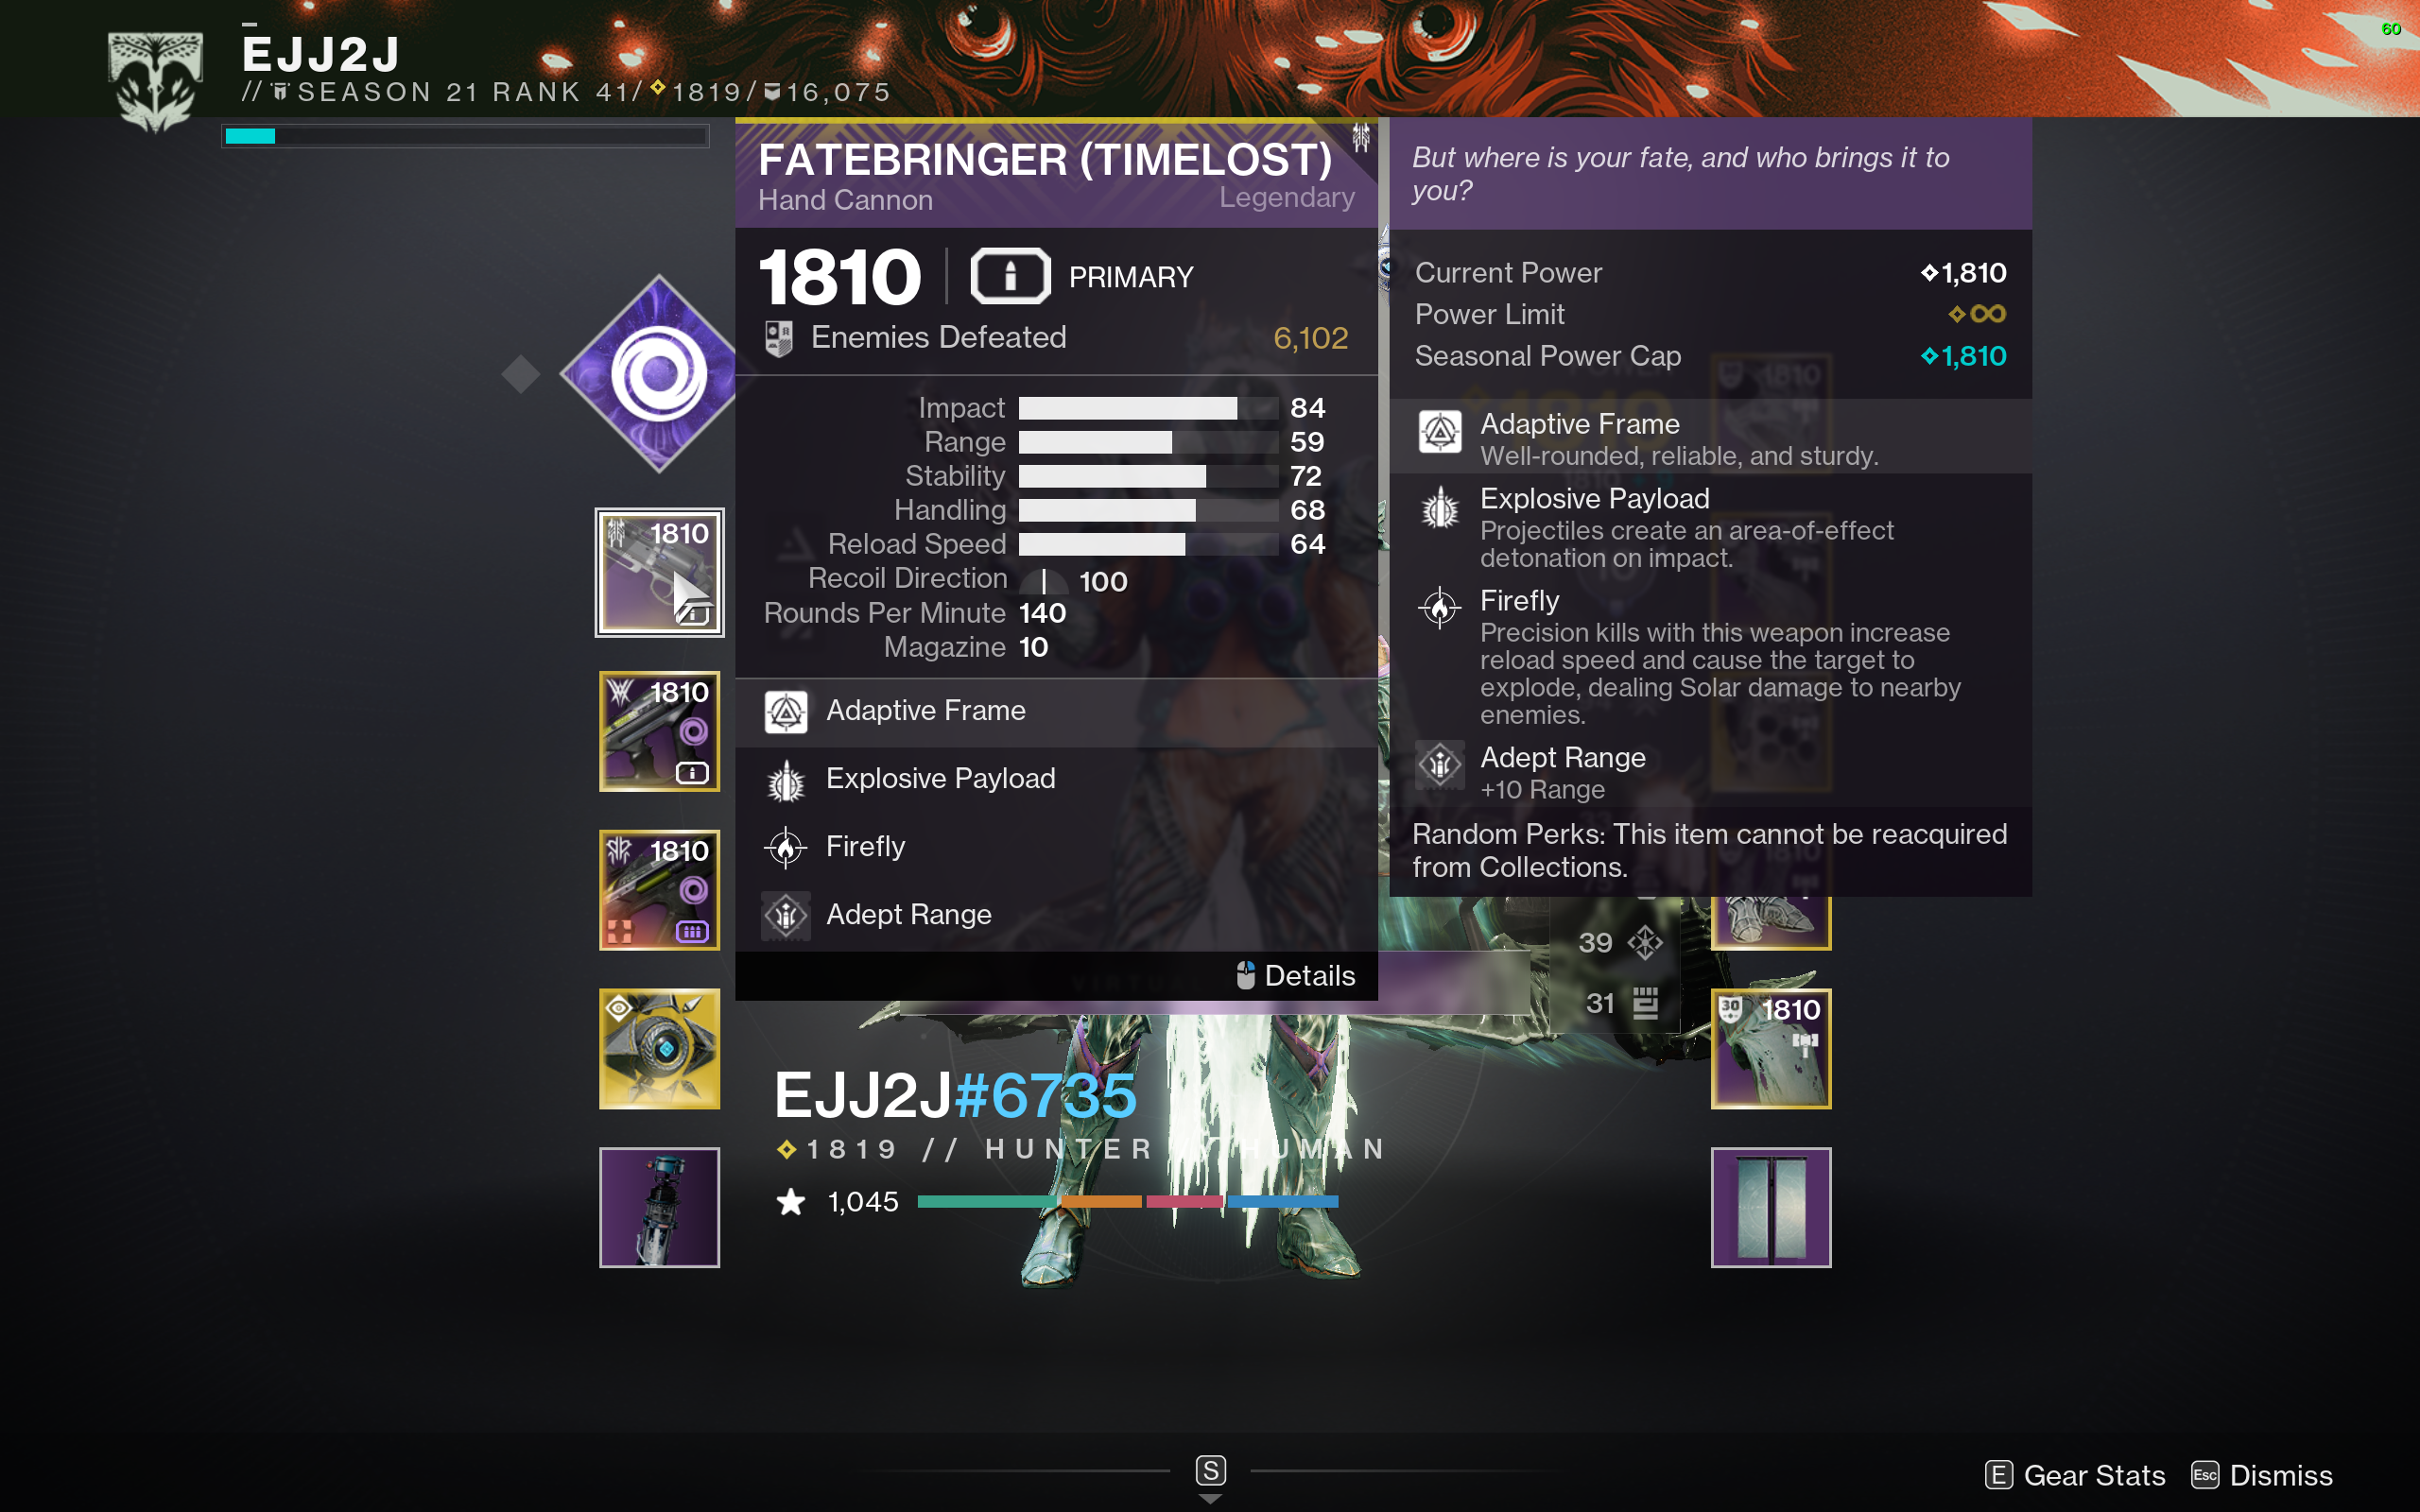 60
EJJ2J
// SEASON 21 RANK 41/ 1819/ 16,075
FATEBRINGER (TIMELOST)
Hand Cannon
Legendary
1810
PRIMARY
Enemies Defeated 6,102
Impact 84
Range 59
Stability 72
Handling 68
Reload Speed 64
Recoil Direction 100
Rounds Per Minute 140
Magazine 10
Adaptive Frame
Explosive Payload
Firefly
Adept Range
Details
But where is your fate, and who brings it to
you?
Current Power 1,810
Power Limit ∞
Seasonal Power Cap 1,810
Adaptive Frame
Well-rounded, reliable, and sturdy.
Explosive Payload
Projectiles create an area-of-effect
detonation on impact.
Firefly
Precision kills with this weapon increase
reload speed and cause the target to
explode, dealing Solar damage to nearby
enemies.
Adept Range
+10 Range
Random Perks: This item cannot be reacquired
from Collections.
1810
1810
1810
39
31
30 1810
EJJ2J#6735
1819 // HUNTER // HUMAN
1,045
S
E Gear Stats
Esc Dismiss